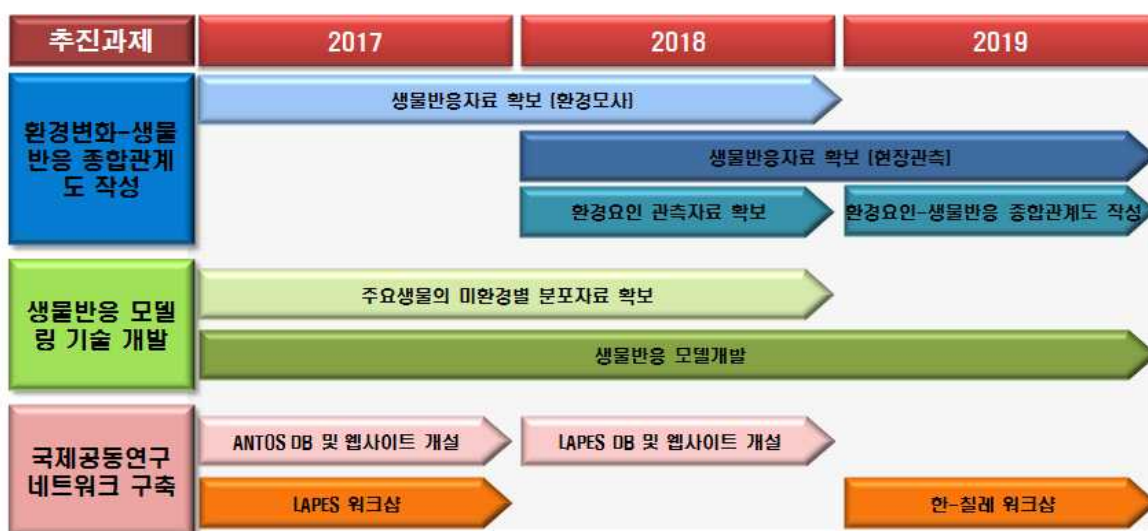 추진과제 2017 2018 2019
환경변화-생물
반응 종합관계
도 작성
생물반응자료 확보 (환경모사)
생물반응자료 확보 (현장관측)
환경요인 관측자료 확보
환경요인-생물반응 종합관계도 작성
생물반응 모델
링 기술 개발
주요생물의 미환경별 분포자료 확보
생물반응 모델개발
국제공동연구
네트워크 구축
ANTOS DB 및 웹사이트 개설
LAPES DB 및 웹사이트 개설
LAPES 워크샵
한-칠레 워크샵